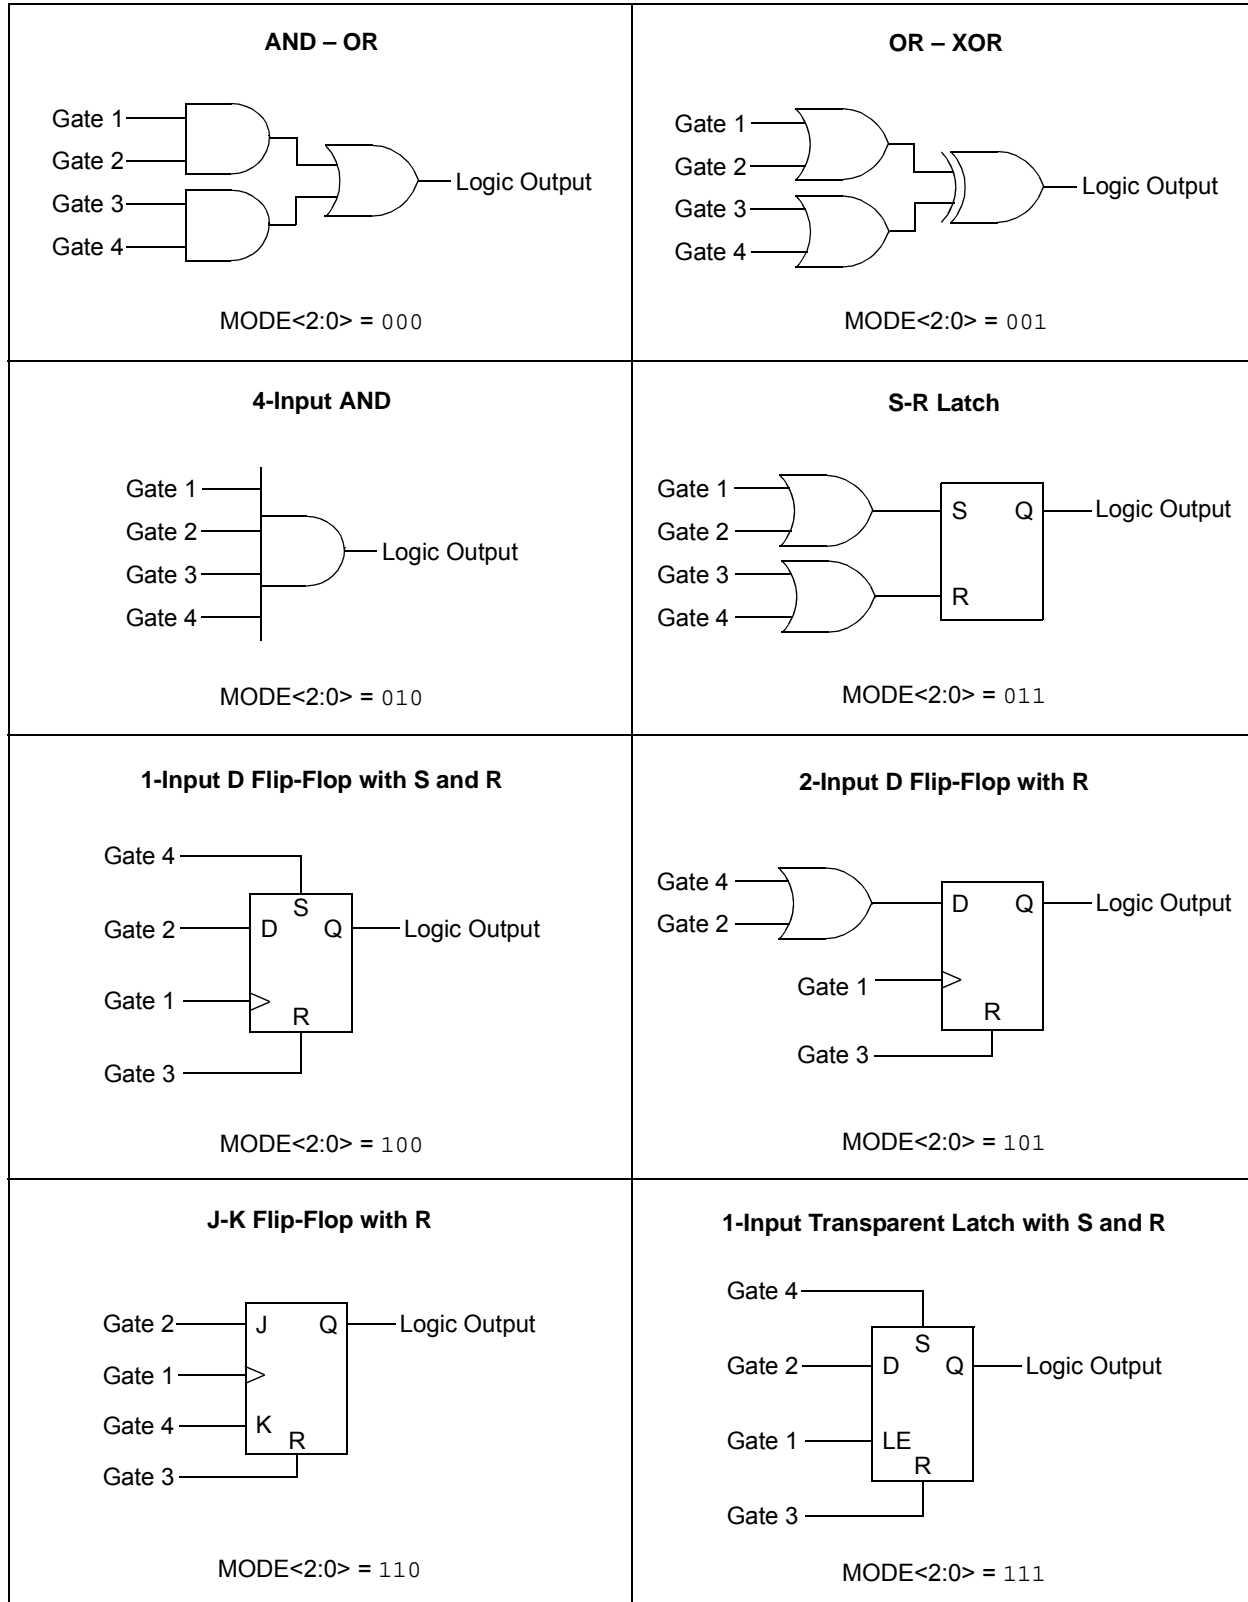 AND – OR
Gate 1
Gate 2
Gate 3
Gate 4
Logic Output
MODE<2:0> = 000
OR – XOR
Gate 1
Gate 2
Gate 3
Gate 4
Logic Output
MODE<2:0> = 001
4-Input AND
Gate 1
Gate 2
Gate 3
Gate 4
Logic Output
MODE<2:0> = 010
S-R Latch
Gate 1
Gate 2
Gate 3
Gate 4
S Q
R
Logic Output
MODE<2:0> = 011
1-Input D Flip-Flop with S and R
Gate 4
S
Gate 2
D Q
Logic Output
Gate 1
R
Gate 3
MODE<2:0> = 100
2-Input D Flip-Flop with R
Gate 4
Gate 2
D Q
Logic Output
Gate 1
R
Gate 3
MODE<2:0> = 101
J-K Flip-Flop with R
Gate 2
J Q
Logic Output
Gate 1
Gate 4
K
R
Gate 3
MODE<2:0> = 110
1-Input Transparent Latch with S and R
Gate 4
S
Gate 2
D Q
Logic Output
Gate 1
LE
R
Gate 3
MODE<2:0> = 111